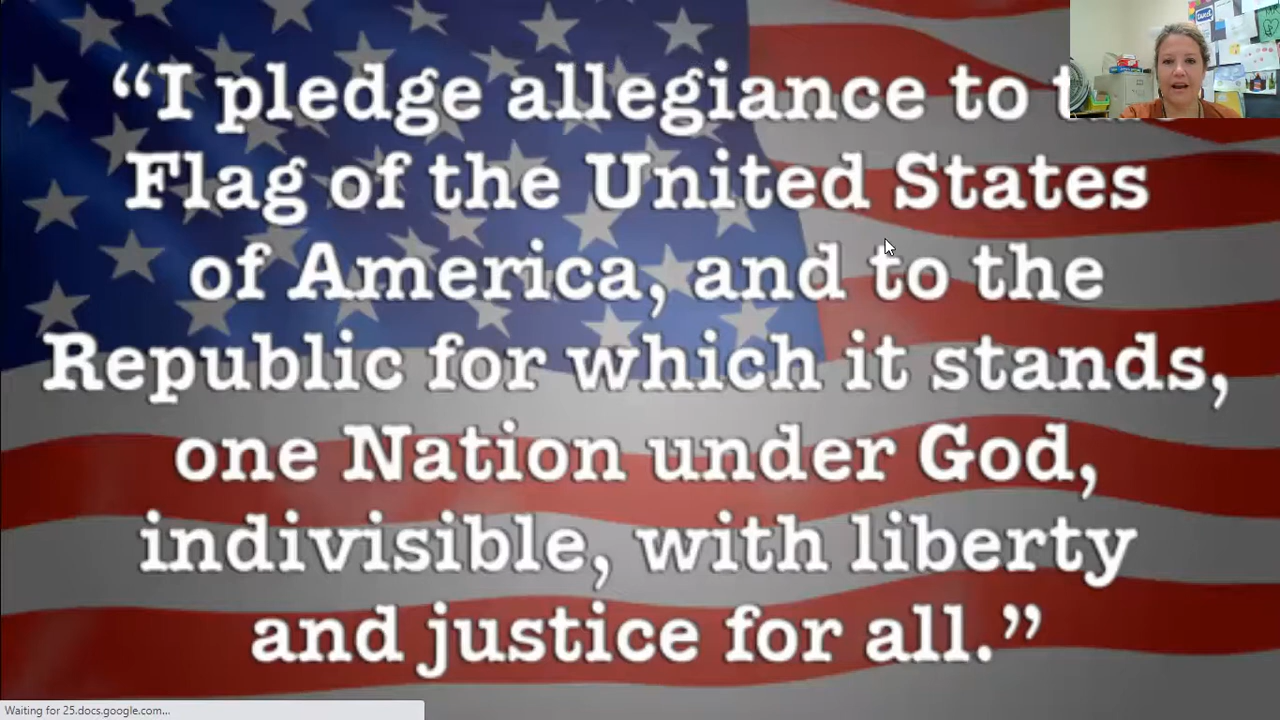 “I pledge allegiance to
Flag of the United States
of America, and to the
Republic for which it stands,
one Nation under God,
indivisible, with liberty
and justice for all.”
Waiting for 25.docs.google.com...